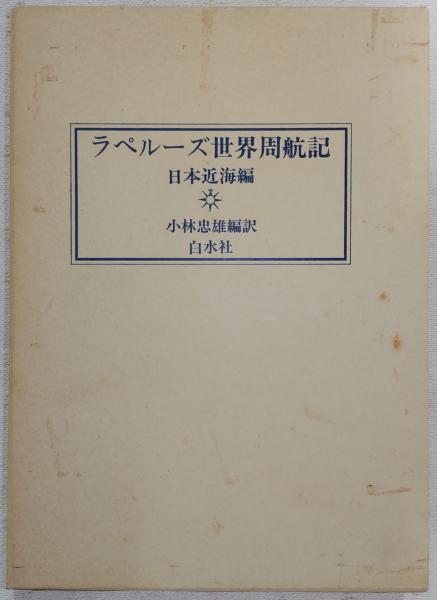 ラペルーズ世界周航記
日本近海編
小林忠雄編訳
白水社